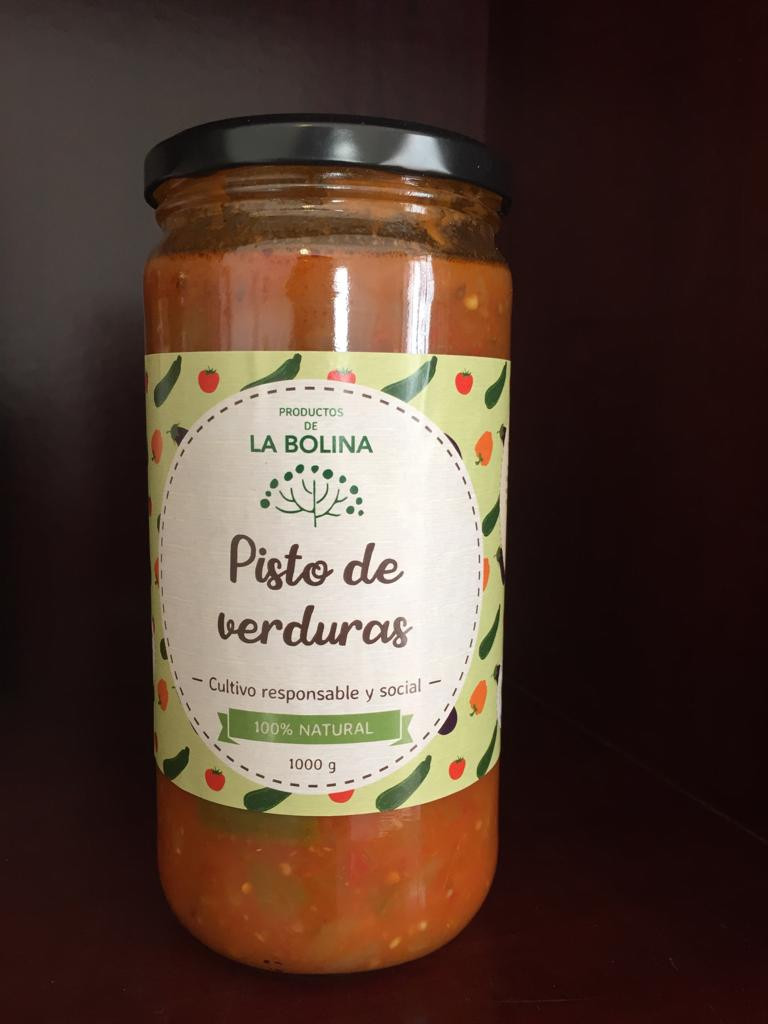 PRODUCTOS
DE
LA BOLINA
Pisto de
verduras
Cultivo responsable y social
100% NATURAL
1000 g